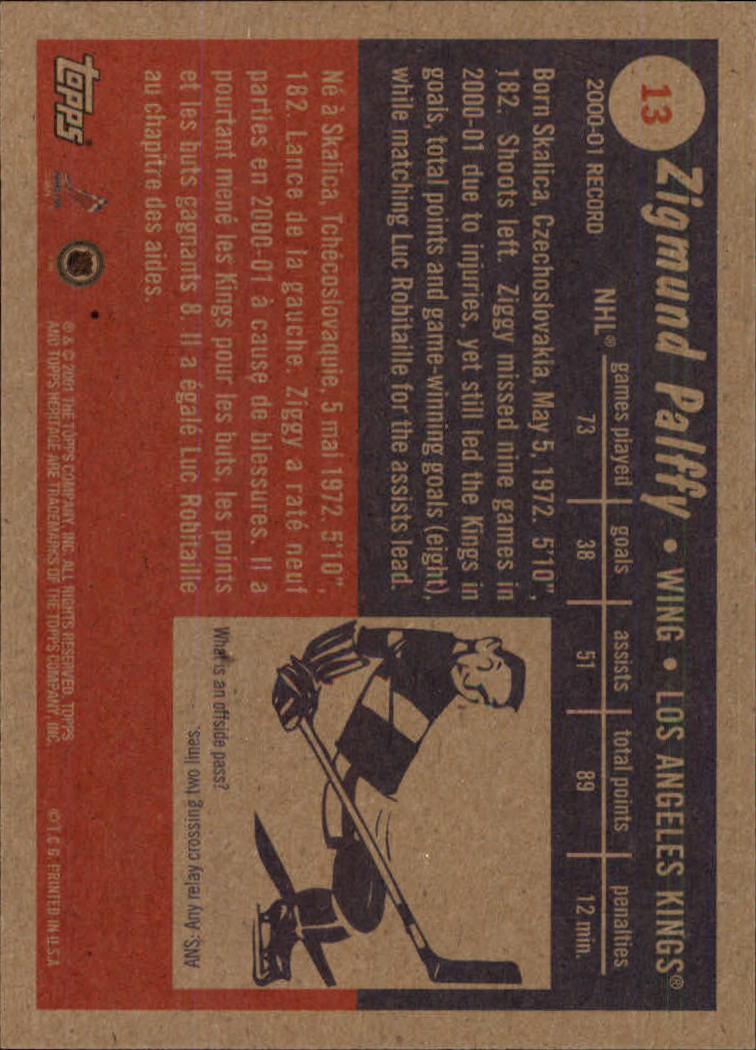 13
Zigmund Palffy • WING • LOS ANGELES KINGS®
games played goals assists total points penalties
2000-01 RECORD NHL® 73 38 51 89 12 min.
Born Skalica, Czechoslovakia, May 5, 1972. 5'10",
182. Shoots left. Ziggy missed nine games in
2000-01 due to injuries, yet still led the Kings in
goals, total points and game-winning goals (eight),
while matching Luc Robitaille for the assists lead.
Né à Skalica, Tchécoslovaquie, 5 mai 1972. 5'10",
182. Lance de la gauche. Ziggy a raté neuf
parties en 2000-01 à cause de blessures. Il a
pourtant mené les Kings pour les buts, les points
et les buts gagnants 8. Il a égalé Luc Robitaille
au chapitre des aides.
What is an offside pass?
ANS: Any relay crossing two lines.
topps®
® & © 2001 THE TOPPS COMPANY, INC. ALL RIGHTS RESERVED. TOPPS
AND TOPPS HERITAGE ARE TRADEMARKS OF THE TOPPS COMPANY, INC.
©T.C.G. PRINTED IN U.S.A.